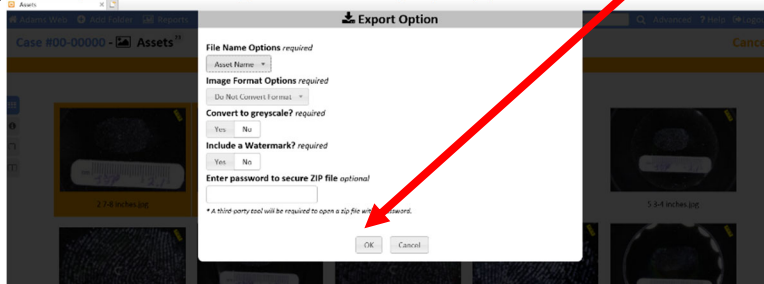 Assets
Adams Web Add Folder Reports
Advanced ? Help Logout
Case #00-00000 - Assets
Cance
Export Option
File Name Options required
Asset Name
Image Format Options required
Do Not Convert Format
Convert to greyscale? required
Yes No
Include a Watermark? required
Yes No
Enter password to secure ZIP file optional
* A third-party tool will be required to open a zip file with
OK Cancel
2 7-4 inches.jpg
5 3-4 inches.jpg